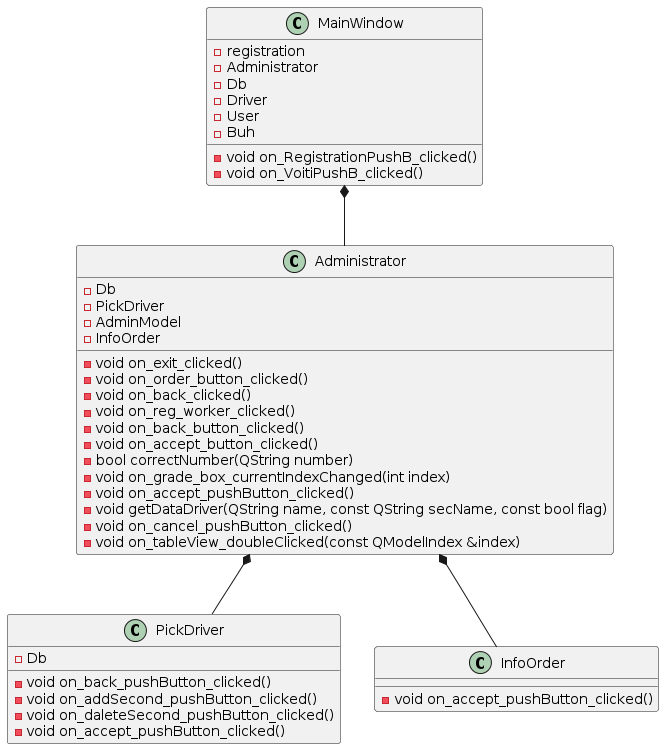 C MainWindow
registration
Administrator
Db
Driver
User
Buh
void on_RegistrationPushB_clicked()
void on_VoitiPushB_clicked()
C Administrator
Db
PickDriver
AdminModel
InfoOrder
void on_exit_clicked()
void on_order_button_clicked()
void on_back_clicked()
void on_reg_worker_clicked()
void on_back_button_clicked()
void on_accept_button_clicked()
bool correctNumber(QString number)
void on_grade_box_currentIndexChanged(int index)
void on_accept_pushButton_clicked()
void getDataDriver(QString name, const QString secName, const bool flag)
void on_cancel_pushButton_clicked()
void on_tableView_doubleClicked(const QModelIndex &index)
C PickDriver
Db
void on_back_pushButton_clicked()
void on_addSecond_pushButton_clicked()
void on_daleteSecond_pushButton_clicked()
void on_accept_pushButton_clicked()
C InfoOrder
void on_accept_pushButton_clicked()